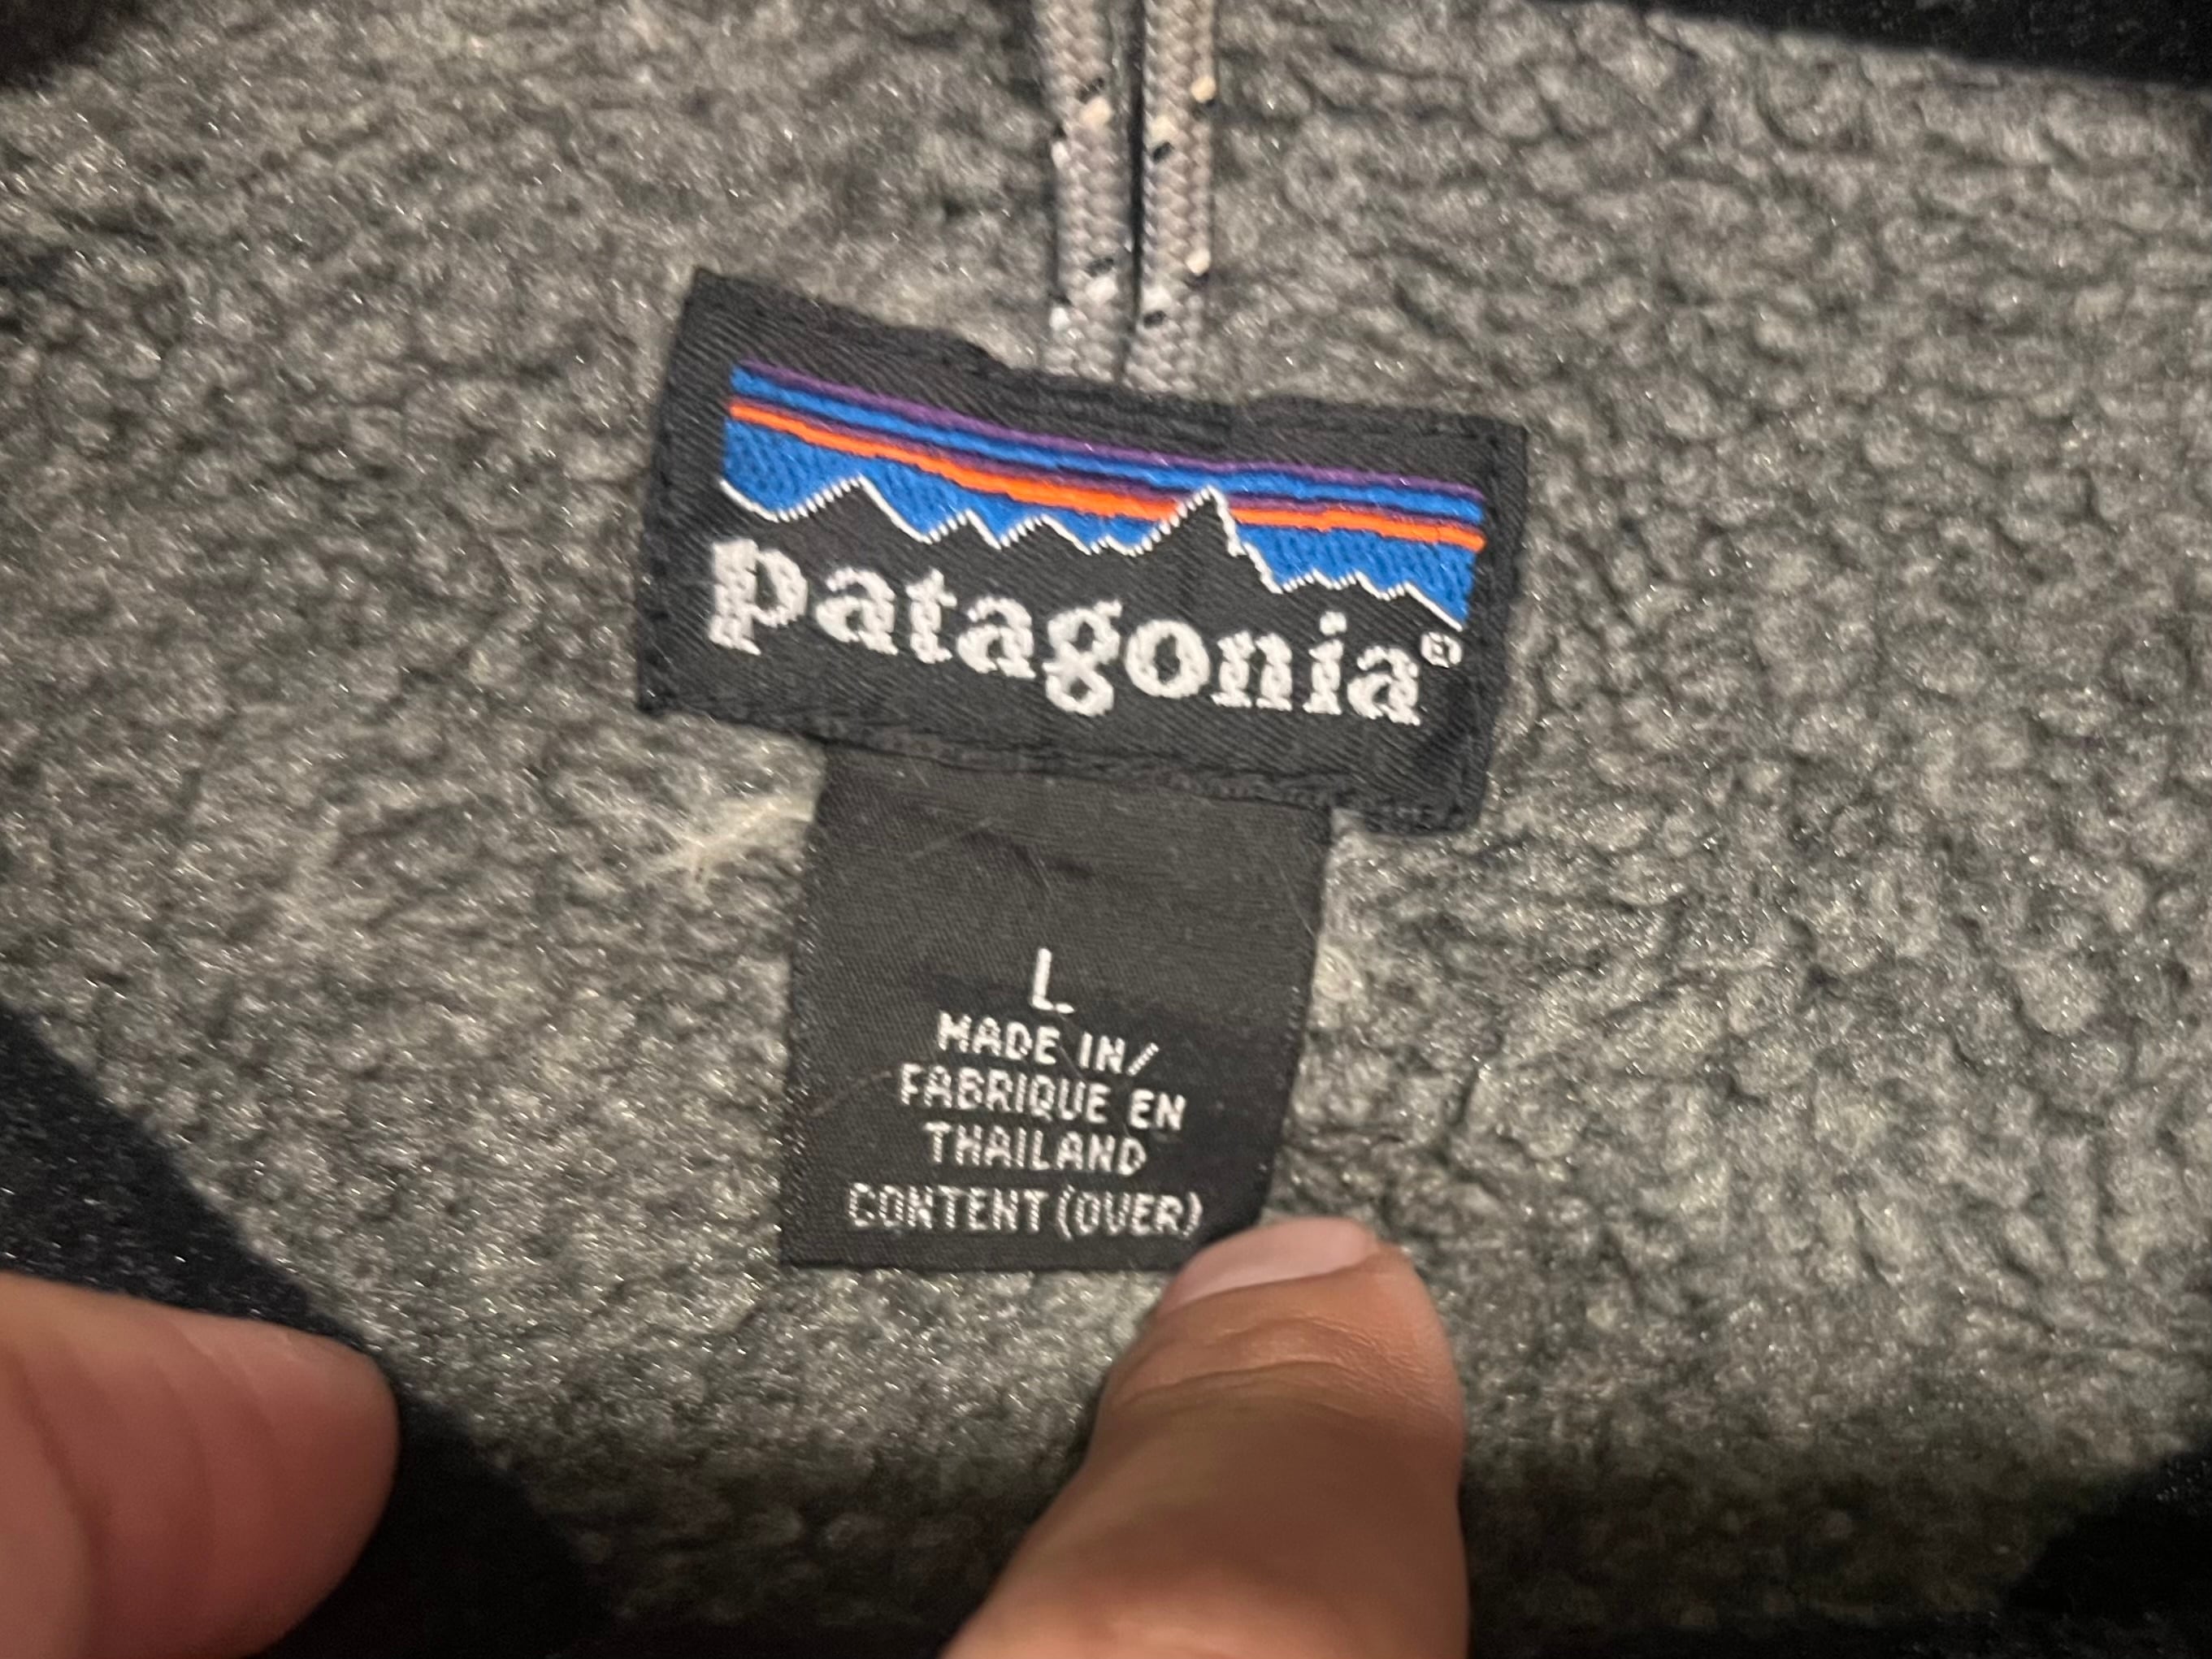 patagonia®
L
MADE IN/
FABRIQUE EN
THAILAND
CONTENT (OVER)